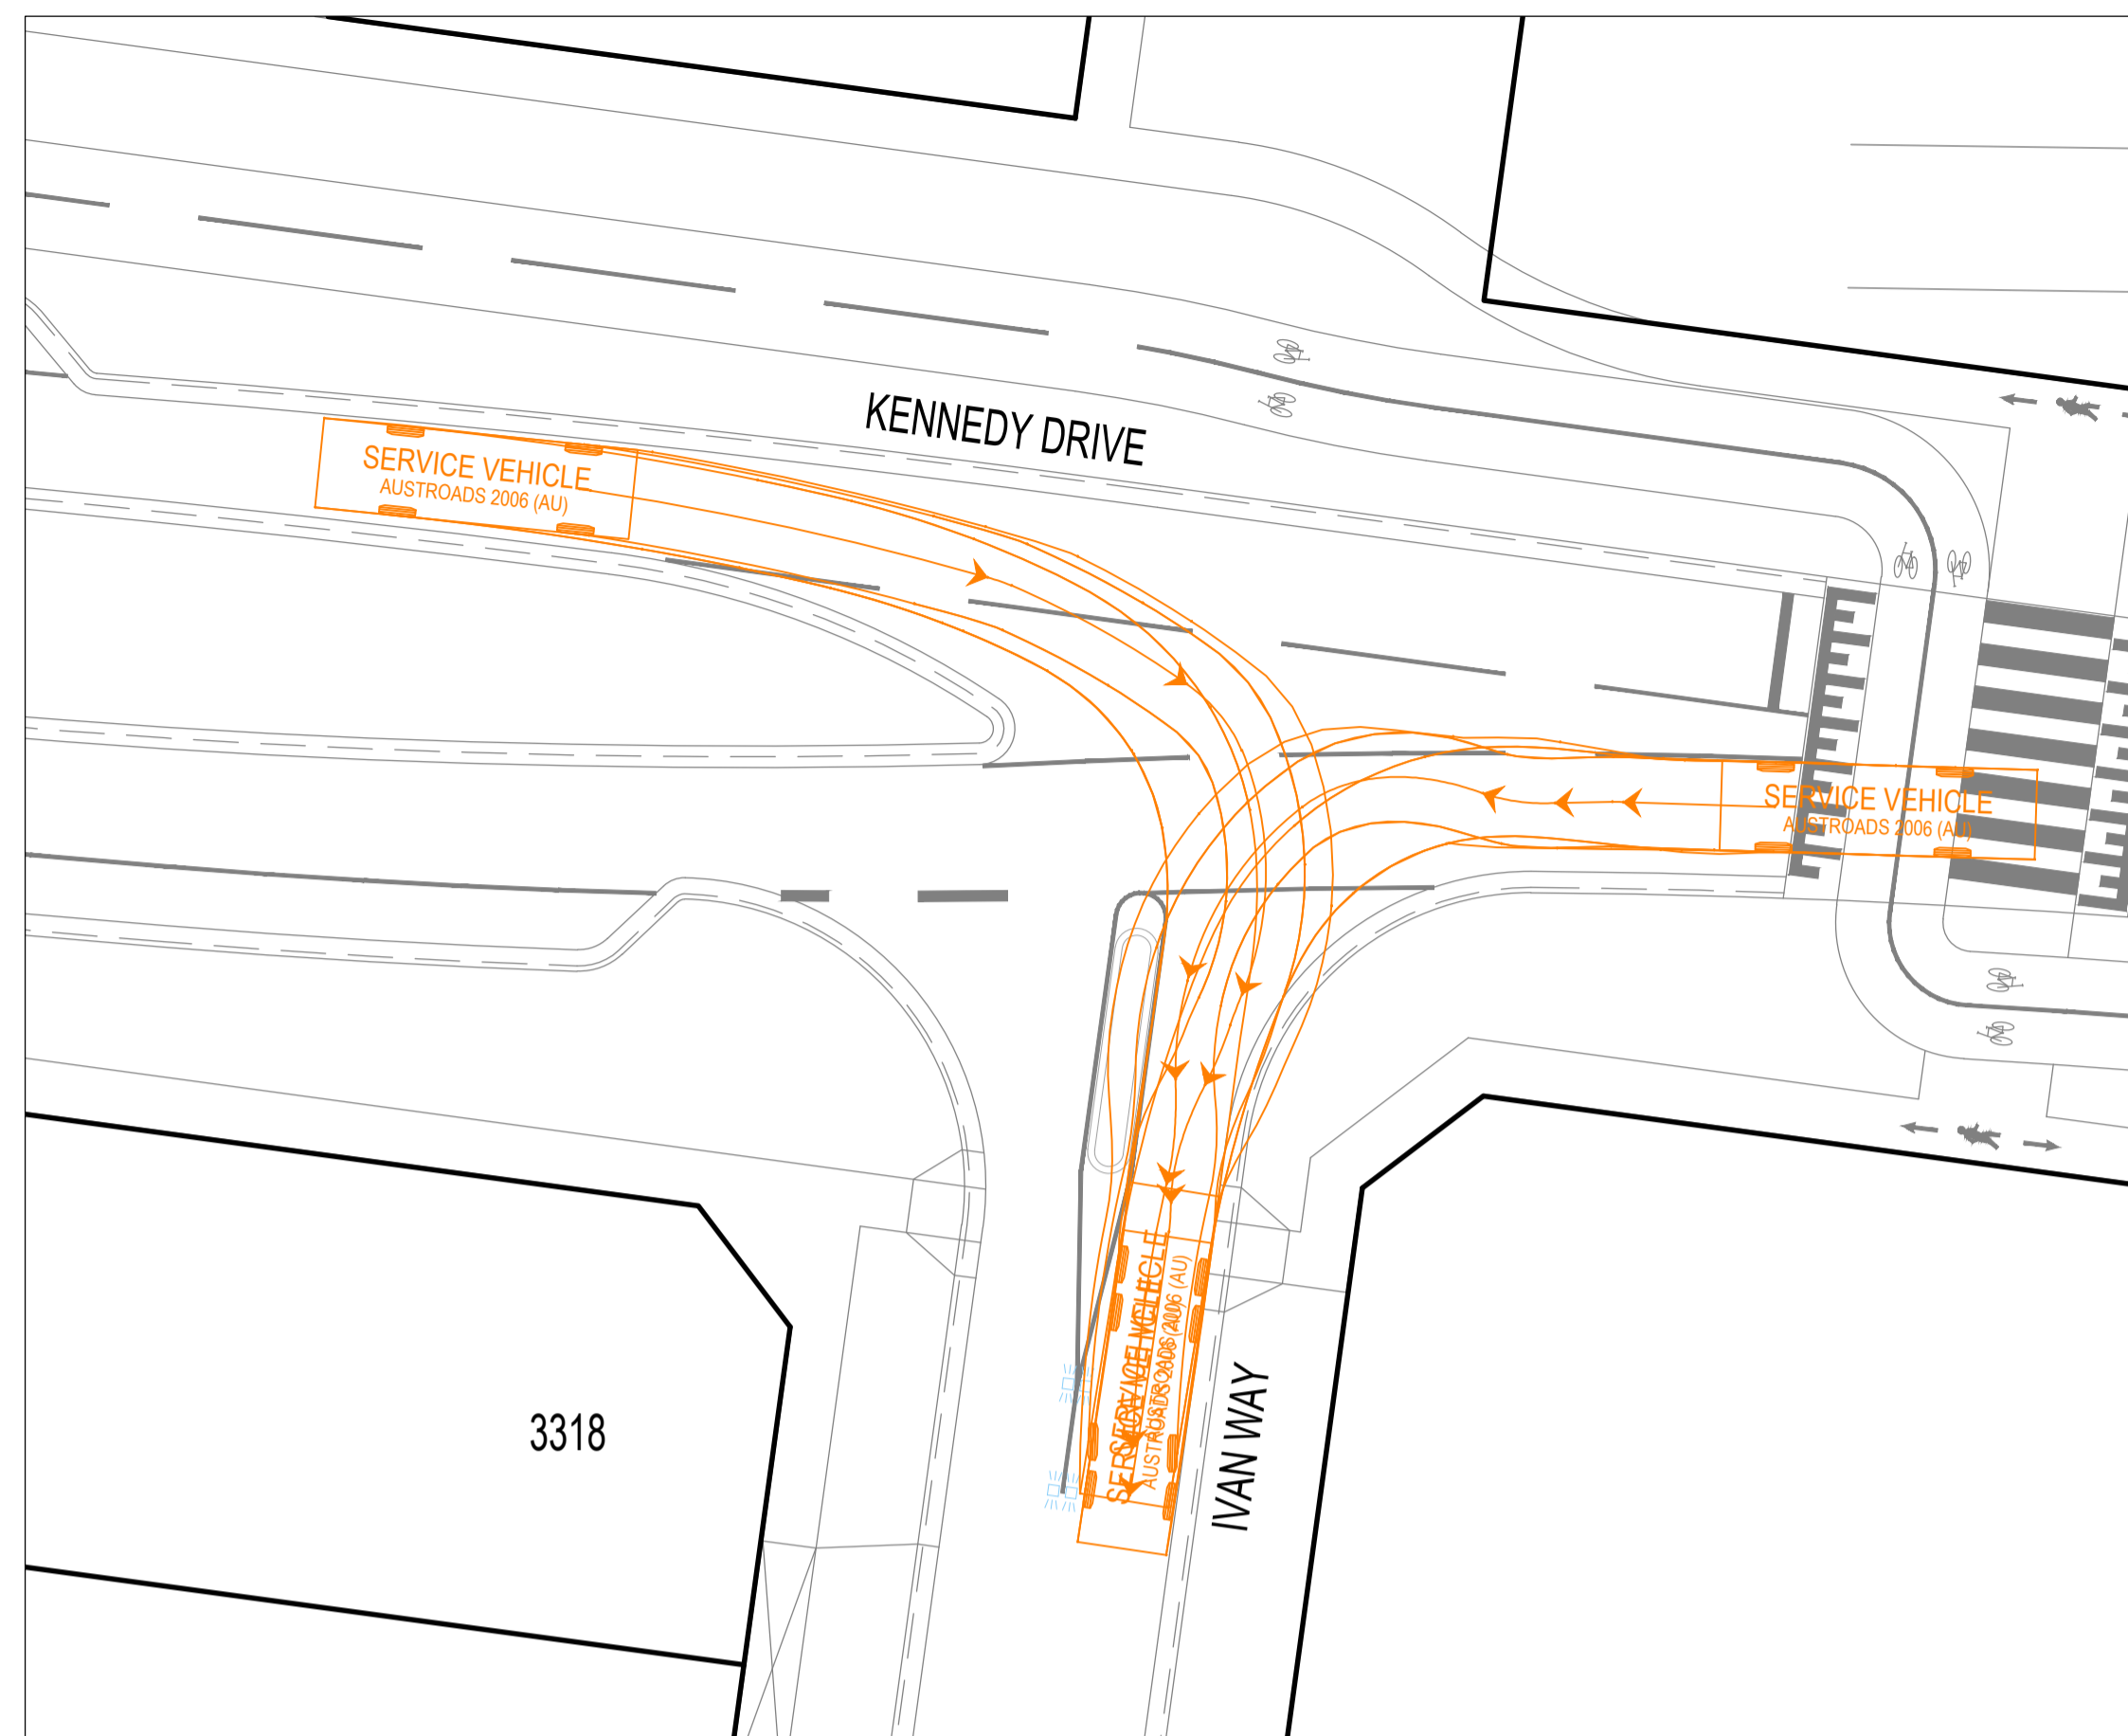 KENNEDY DRIVE
SERVICE VEHICLE
AUSTROADS 2006 (AU)
SERVICE VEHICLE
AUSTROADS 2006 (AU)
3318
IVAN WAY